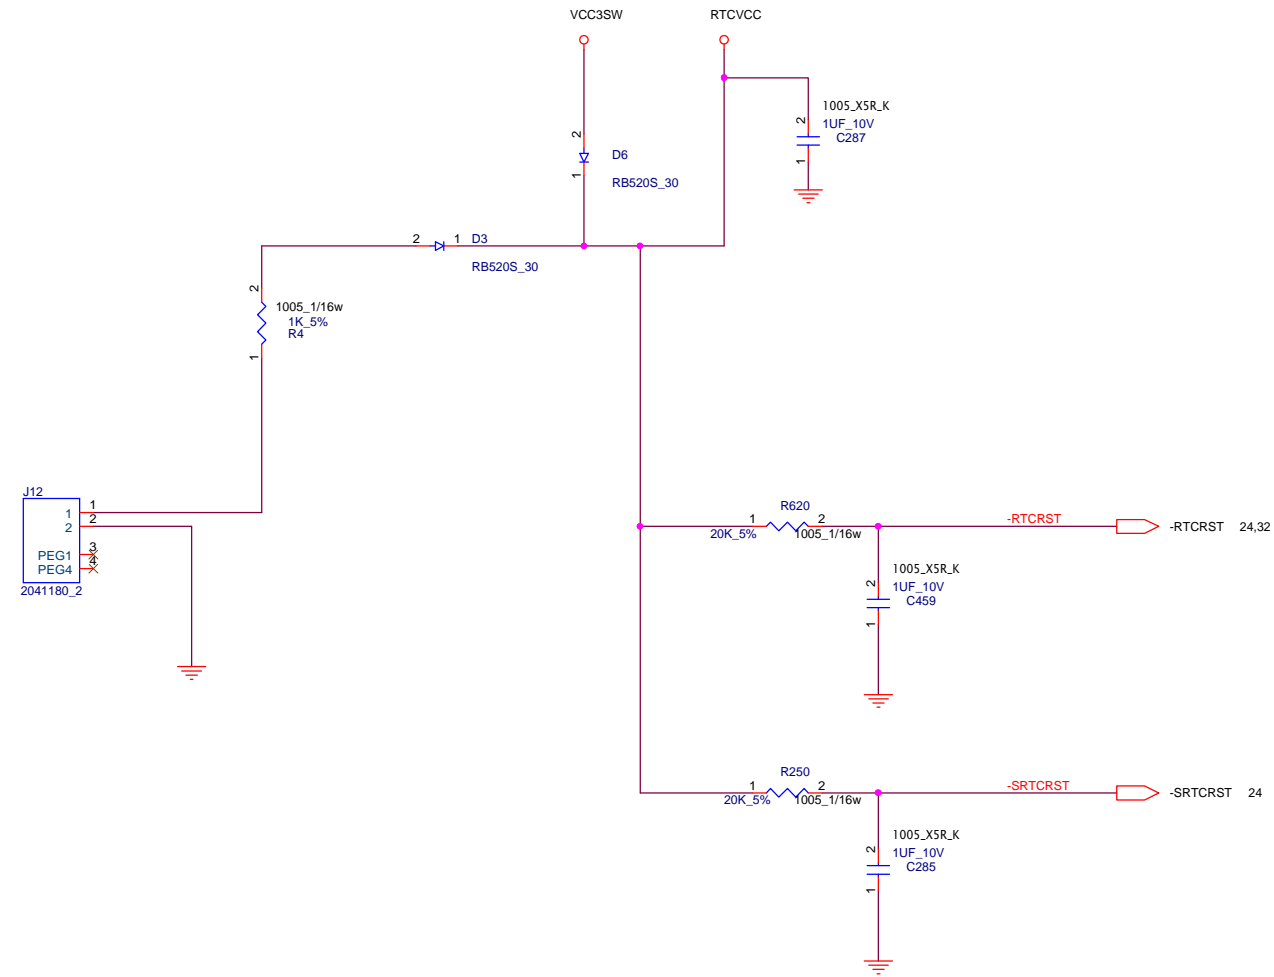 VCC3SW
RTCVCC
1005_X5R_K
2
1UF_10V
C287
1
2
D6
1
RB520S_30
2
1
D3
RB520S_30
2
1005_1/16w
1K_5%
R4
1
J12
1
1
2
2
PEG1
3
PEG4
4
2041180_2
R620
1
2
20K_5%
1005_1/16w
-RTCRST
-RTCRST 24,32
1005_X5R_K
2
1UF_10V
C459
1
R250
1
2
20K_5%
1005_1/16w
-SRTCRST
-SRTCRST 24
1005_X5R_K
2
1UF_10V
C285
1